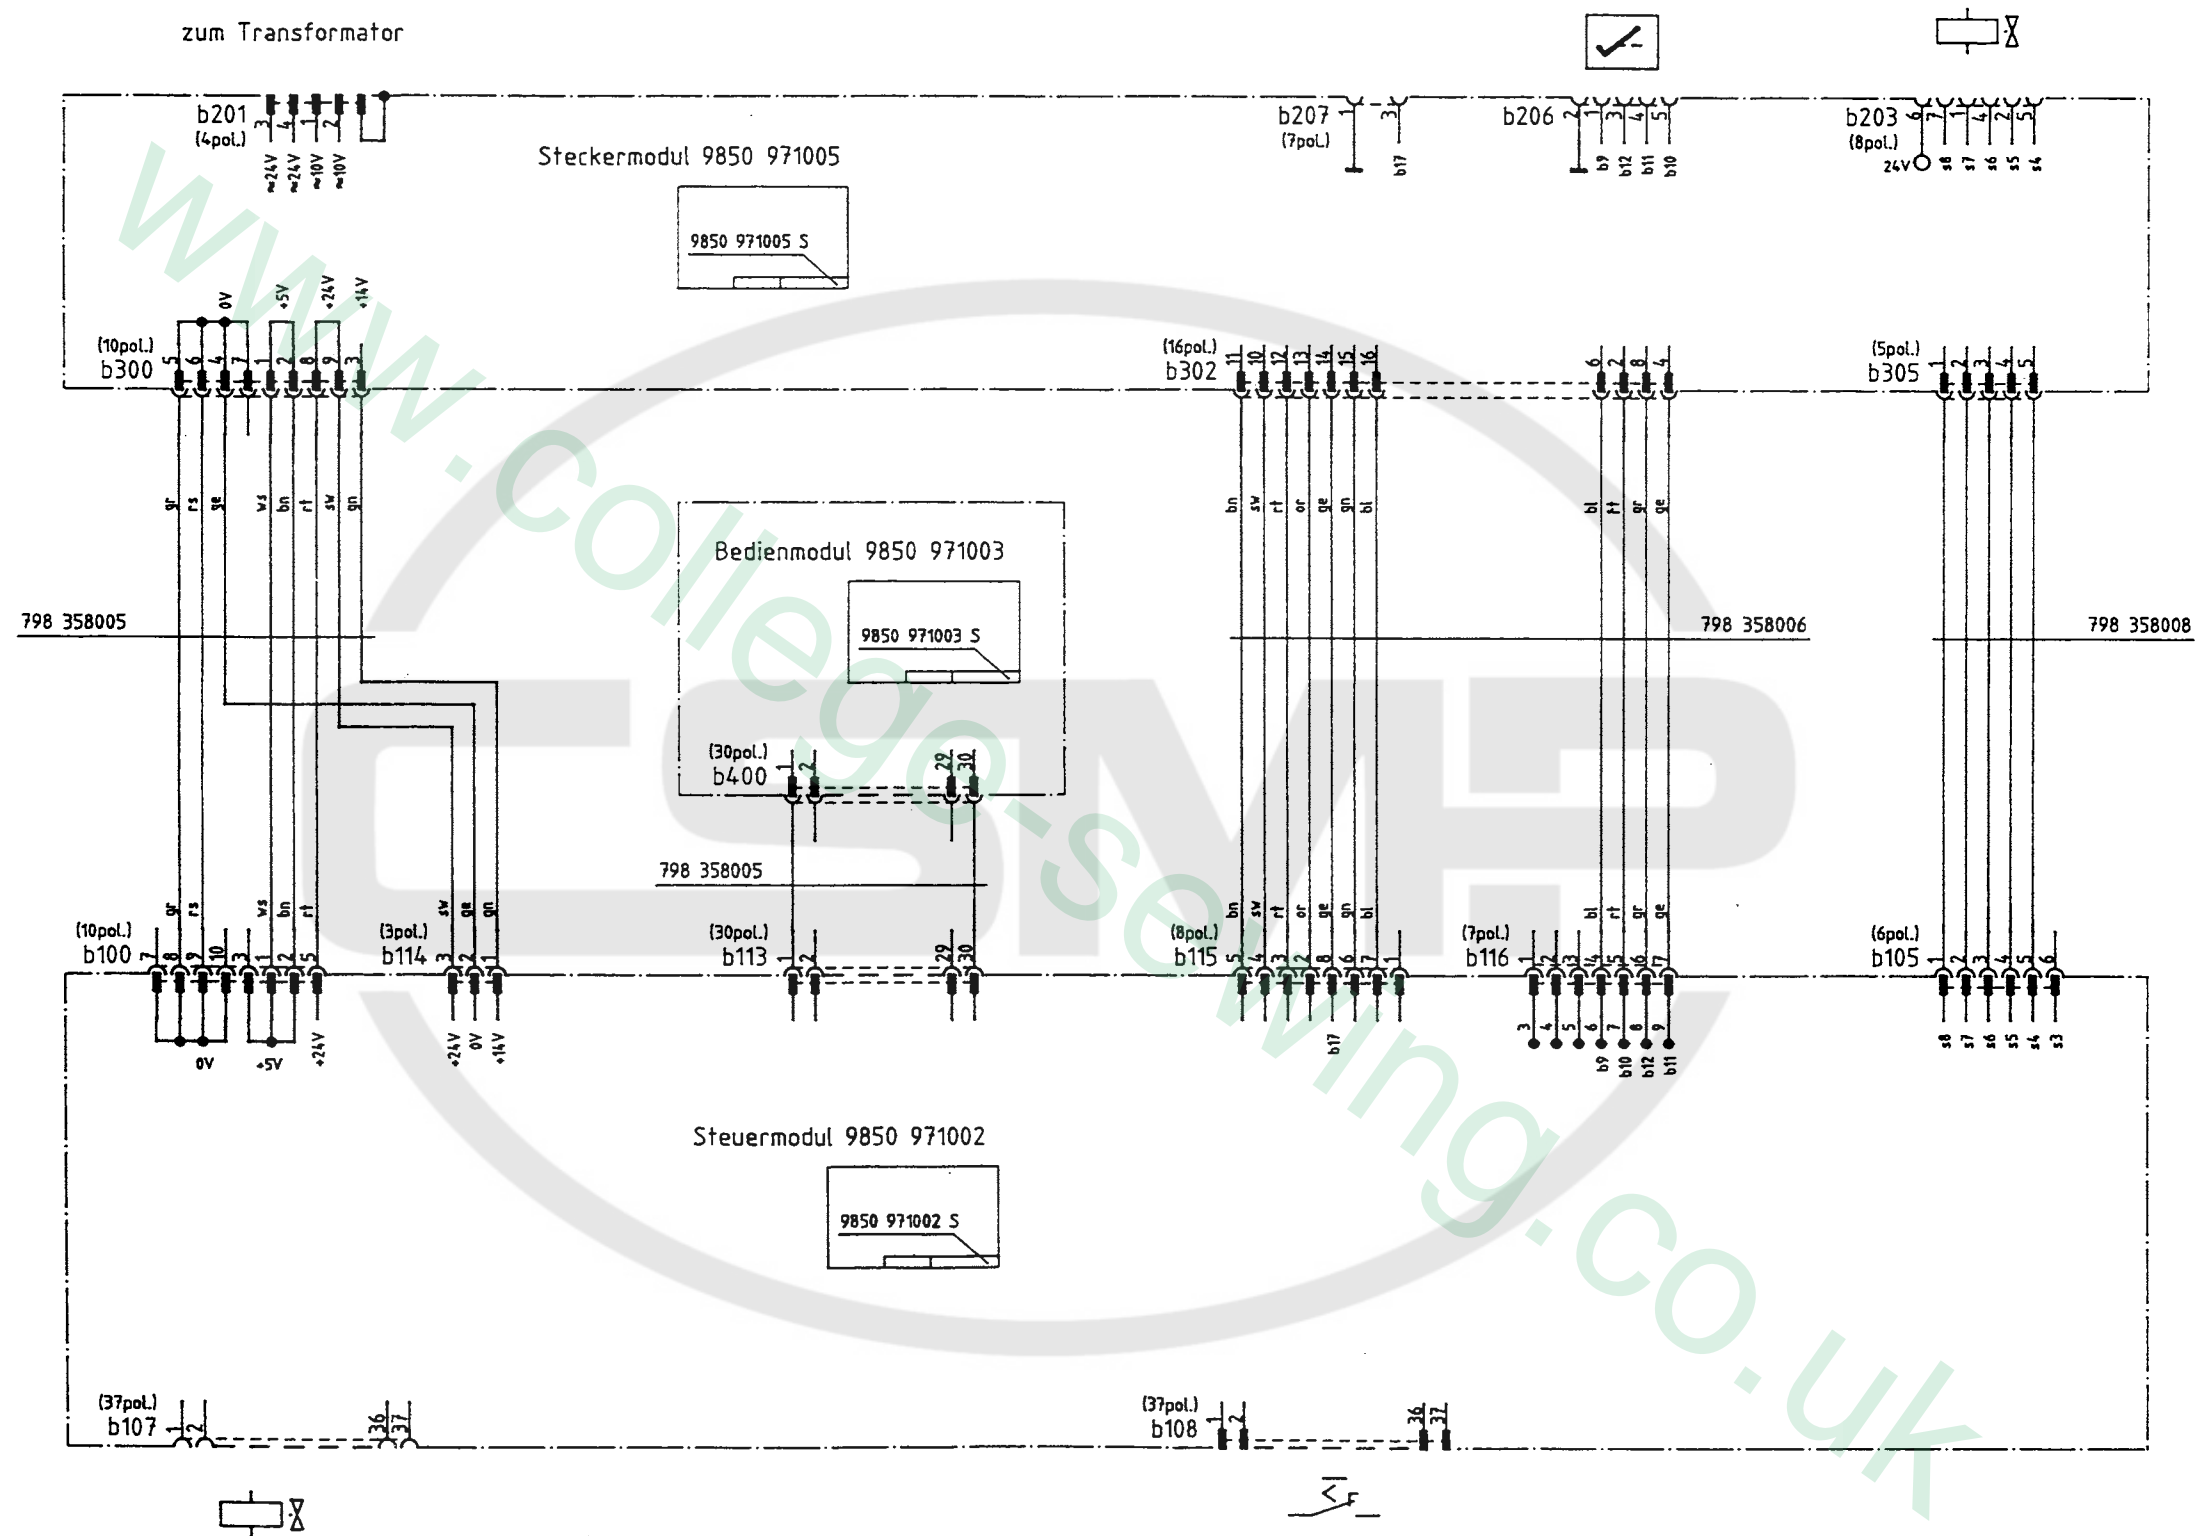 zum Transformator
b201
(4pol.)
3 4 1 2
≈24V ≈24V ≈10V ≈10V
Steckermodul 9850 971005
9850 971005 S
b207
(7pol.)
1 3
b17
b206
2 1 3 4 5
b9 b12 b11 b10
b203
(8pol.)
6 7 1 4 2 5
24V s8 s7 s6 s5 s4
0V +5V +24V +14V
(10pol.)
b300
5 6 4 7 1 2 8 9 3
(16pol.)
b302
11 10 12 13 14 15 16
6 2 8 4
(5pol.)
b305
1 2 3 4 5
gr rs ge ws bn rt sw gn
bn sw rt or ge gn bl
bl rt gr ge
Bedienmodul 9850 971003
9850 971003 S
798 358005
798 358006
798 358008
(30pol.)
b400
1 2 29 30
798 358005
gr rs ws bn rt
sw ge gn
bn sw rt or ge gn bl
bl rt gr ge
(10pol.)
b100
7 8 9 10 3 1 2 5
(3pol.)
b114
3 2 1
(30pol.)
b113
1 2 29 30
(8pol.)
b115
5 4 3 2 8 6 7 1
(7pol.)
b116
1 2 3 4 5 6 7
(6pol.)
b105
1 2 3 4 5 6
0V +5V +24V
+24V 0V +14V
b17
3 4 5 6 7 8 9
b9 b10 b12 b11
s8 s7 s6 s5 s4 s3
Steuermodul 9850 971002
9850 971002 S
(37pol.)
b107
1 2 36 37
(37pol.)
b108
1 2 36 37
F
CSMP
www.college-sewing.co.uk